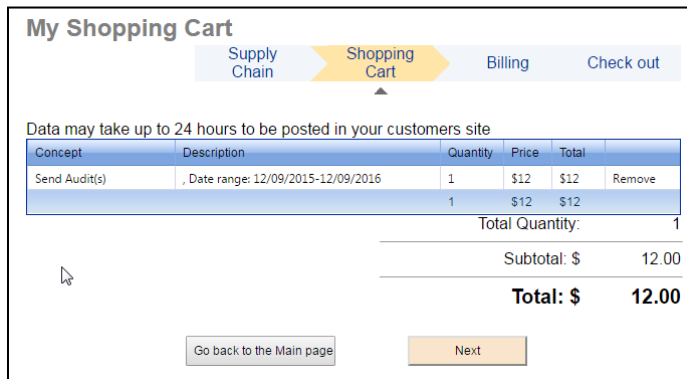 My Shopping Cart
Supply Chain
Shopping Cart
Billing
Check out
Data may take up to 24 hours to be posted in your customers site
Concept Description Quantity Price Total
Send Audit(s) , Date range: 12/09/2015-12/09/2016 1 $12 $12 Remove
1 $12 $12
Total Quantity: 1
Subtotal: $ 12.00
Total: $ 12.00
Go back to the Main page Next